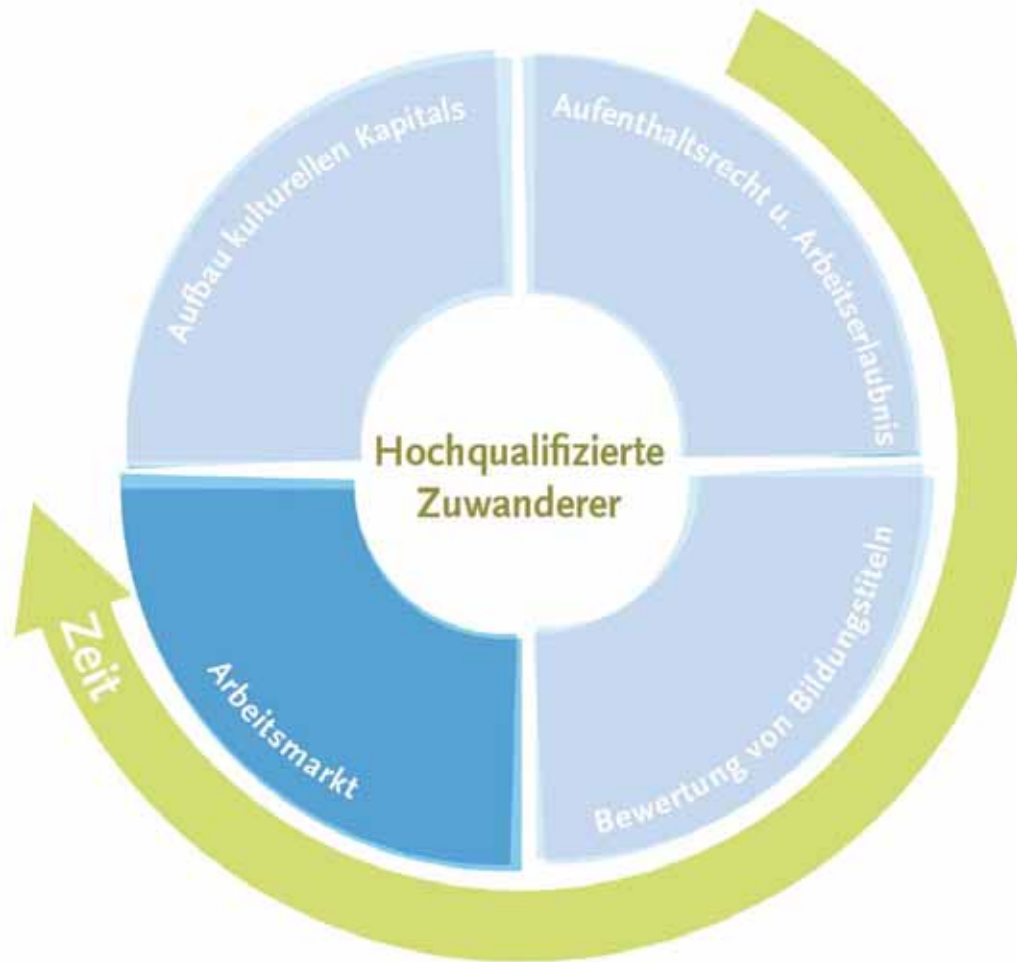 Aufbau kulturellen Kapitals
Aufenthaltsrecht u. Arbeitserlaubnis
Hochqualifizierte
Zuwanderer
Zeit
Arbeitsmarkt
Bewertung von Bildungstiteln